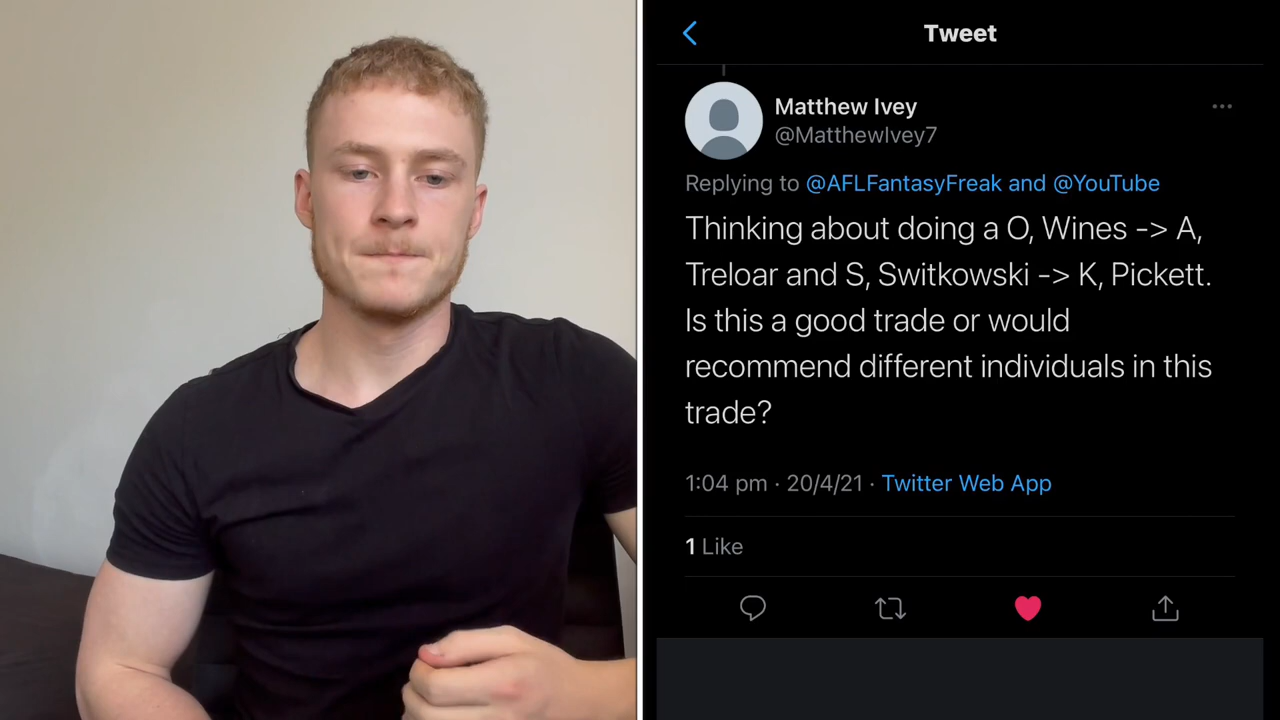 Tweet
Matthew Ivey
@MatthewIvey7
Replying to @AFLFantasyFreak and @YouTube
Thinking about doing a O, Wines -> A,
Treloar and S, Switkowski -> K, Pickett.
Is this a good trade or would
recommend different individuals in this
trade?
1:04 pm · 20/4/21 · Twitter Web App
1 Like